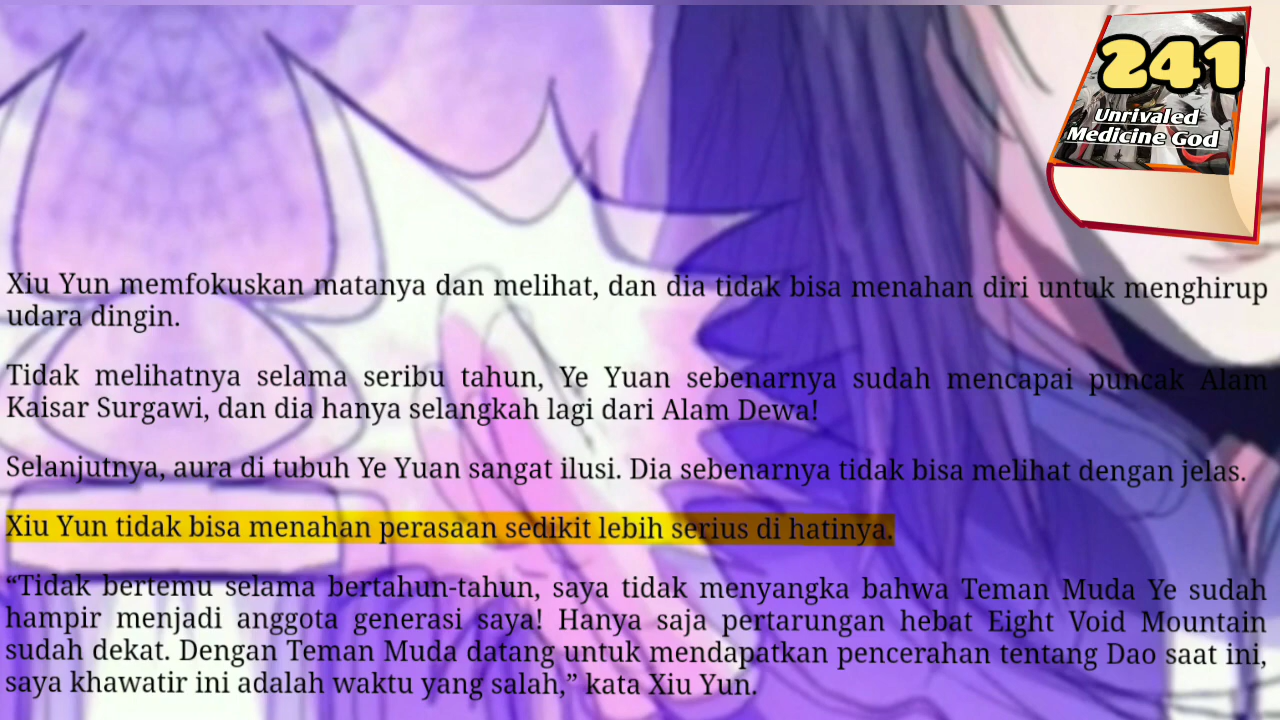 241
Unrivaled
Medicine God
Xiu Yun memfokuskan matanya dan melihat, dan dia tidak bisa menahan diri untuk menghirup
udara dingin.
Tidak melihatnya selama seribu tahun, Ye Yuan sebenarnya sudah mencapai puncak Alam
Kaisar Surgawi, dan dia hanya selangkah lagi dari Alam Dewa!
Selanjutnya, aura di tubuh Ye Yuan sangat ilusi. Dia sebenarnya tidak bisa melihat dengan jelas.
Xiu Yun tidak bisa menahan perasaan sedikit lebih serius di hatinya.
“Tidak bertemu selama bertahun-tahun, saya tidak menyangka bahwa Teman Muda Ye sudah
hampir menjadi anggota generasi saya! Hanya saja pertarungan hebat Eight Void Mountain
sudah dekat. Dengan Teman Muda datang untuk mendapatkan pencerahan tentang Dao saat ini,
saya khawatir ini adalah waktu yang salah,” kata Xiu Yun.